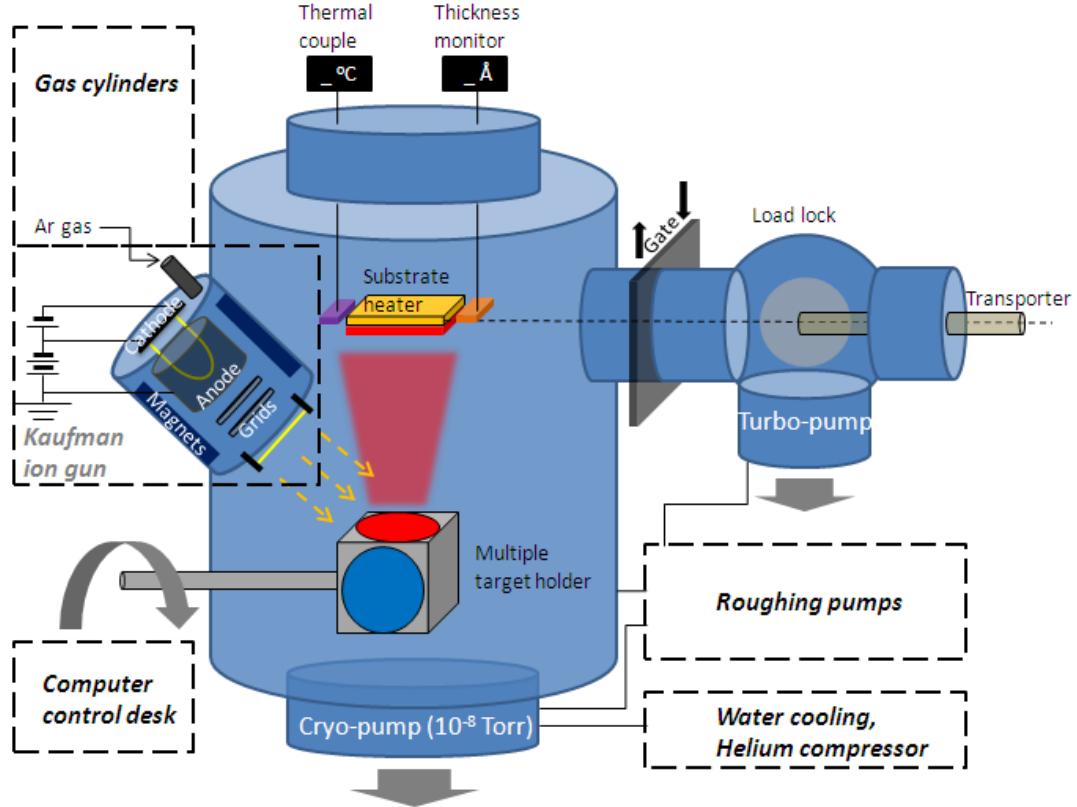 Thermal
couple
Thickness
monitor
_ ºC
_ Å
Gas cylinders
Ar gas
Cathode
Anode
Grids
Magnets
Kaufman
ion gun
Substrate
heater
Gate
Load lock
Transporter
Turbo-pump
Multiple
target holder
Roughing pumps
Computer
control desk
Cryo-pump (10⁻⁸ Torr)
Water cooling,
Helium compressor